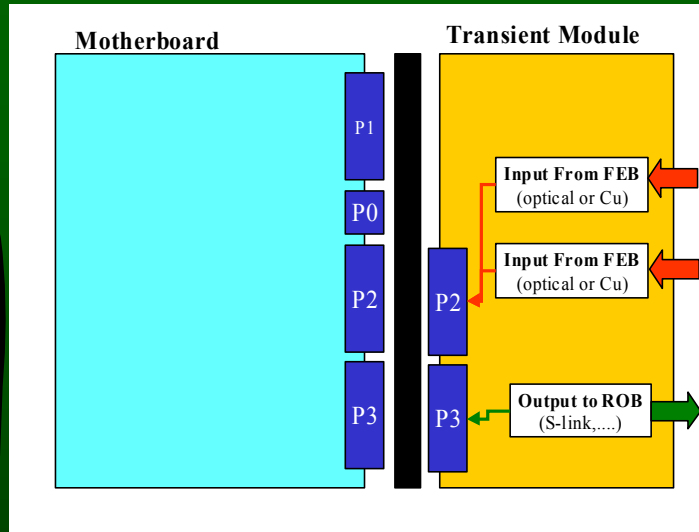 Motherboard
P1
P0
P2
P3
Transient Module
Input From FEB
(optical or Cu)
Input From FEB
(optical or Cu)
P2
P3
Output to ROB
(S-link,....)